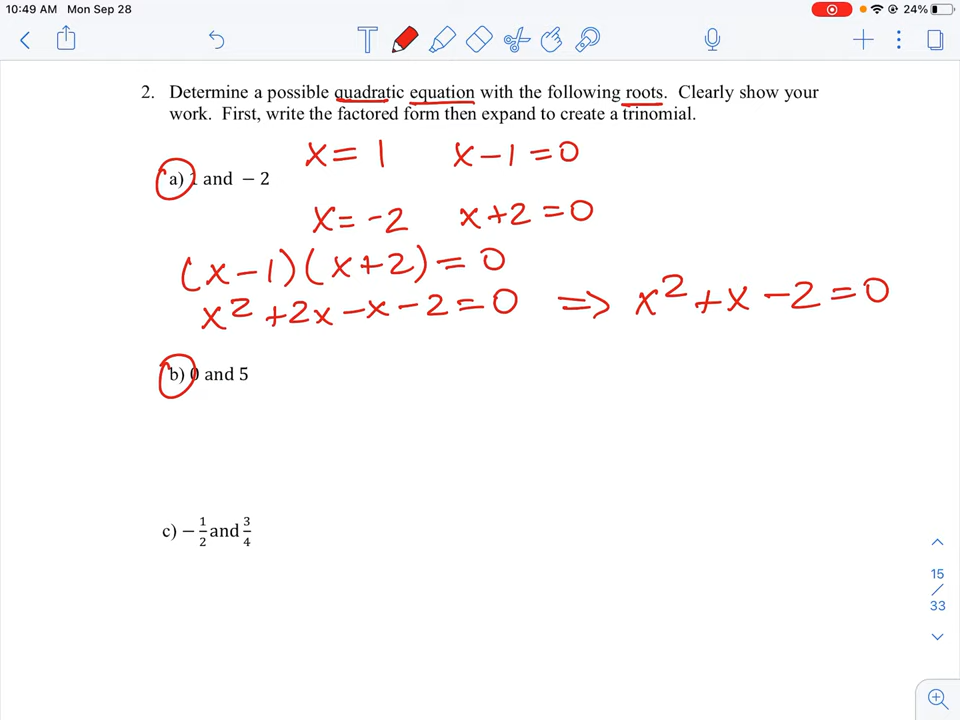 10:49 AM Mon Sep 28 24%
T
2. Determine a possible quadratic equation with the following roots. Clearly show your
work. First, write the factored form then expand to create a trinomial.
x = 1 x - 1 = 0
a) 1 and - 2
x = -2 x + 2 = 0
(x - 1)(x + 2) = 0
x² + 2x - x - 2 = 0 ⇒ x² + x - 2 = 0
b) 0 and 5
c) -1/2 and 3/4
15
/
33